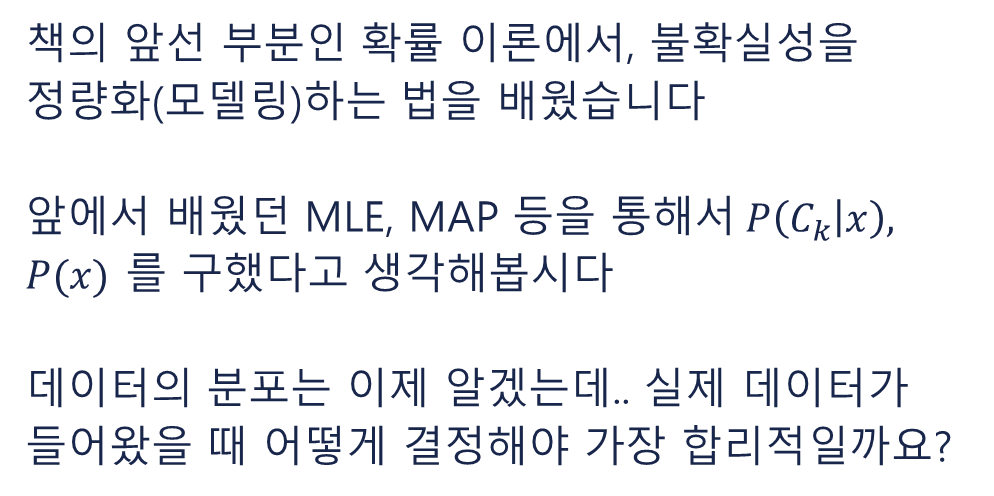 책의 앞선 부분인 확률 이론에서, 불확실성을
정량화(모델링)하는 법을 배웠습니다
앞에서 배웠던 MLE, MAP 등을 통해서 P(C_k|x),
P(x) 를 구했다고 생각해봅시다
데이터의 분포는 이제 알겠는데.. 실제 데이터가
들어왔을 때 어떻게 결정해야 가장 합리적일까요?